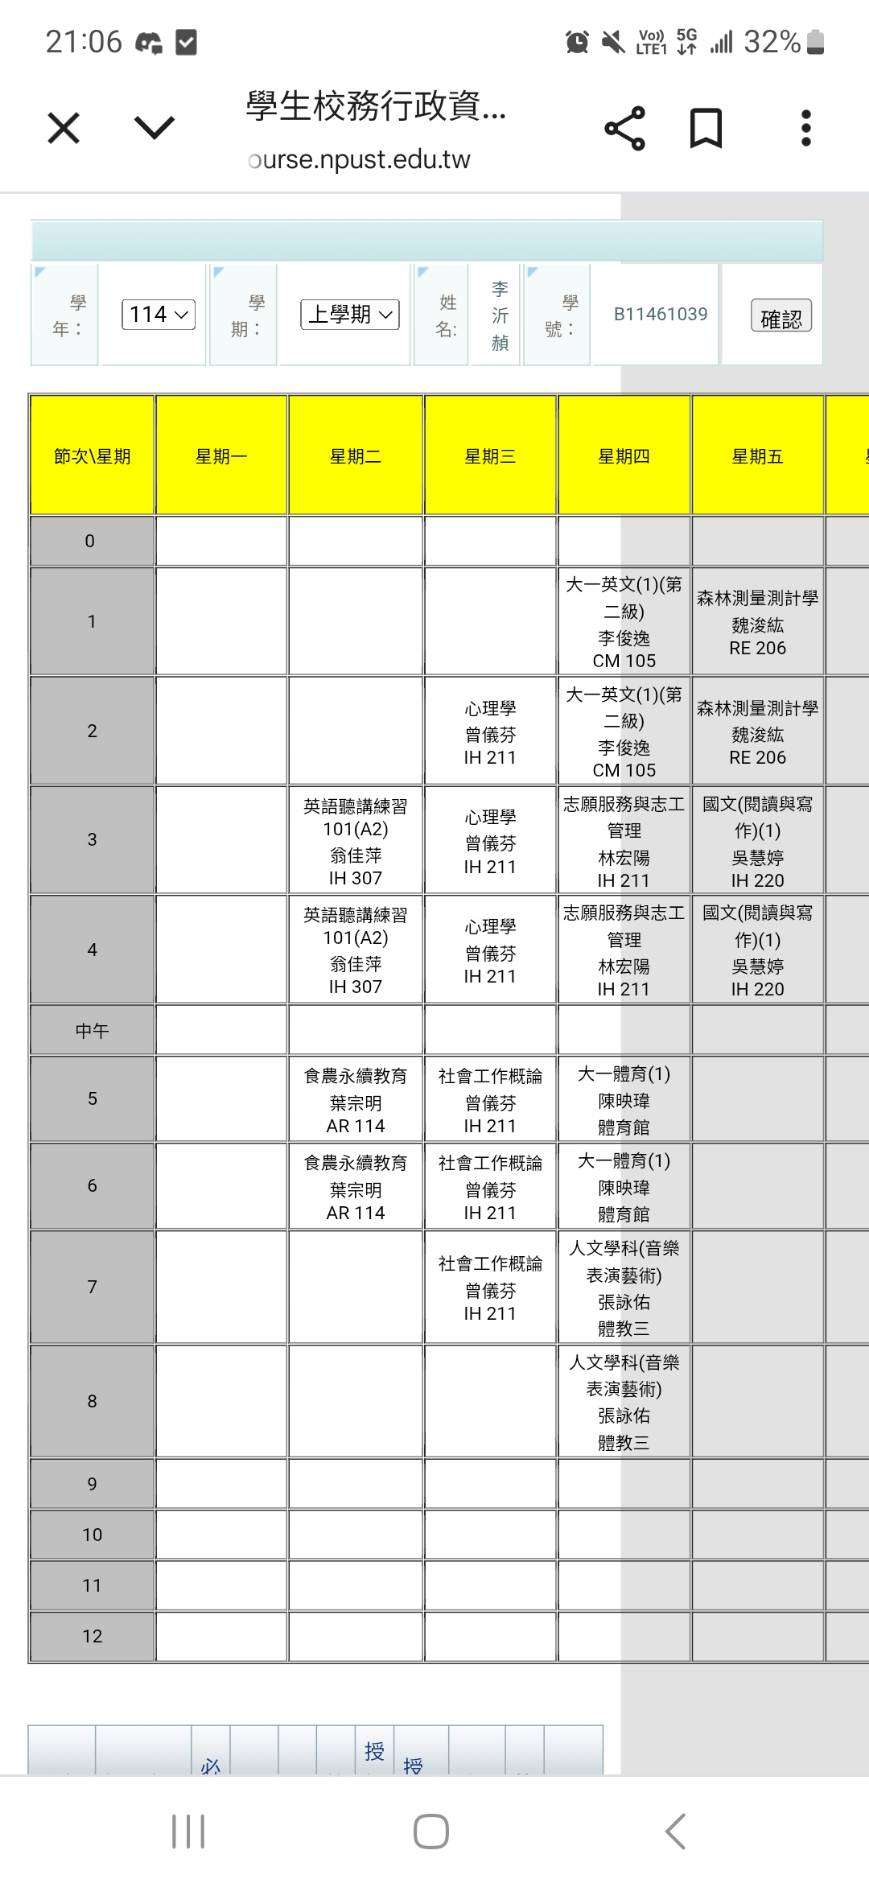 21:06
Vo)) LTE1 5G 32%
學生校務行政資...
ourse.npust.edu.tw
學年：
114
學期：
上學期
姓名:
李沂頳
學號：
B11461039
確認
節次\星期 星期一 星期二 星期三 星期四 星期五
0
1
大一英文(1)(第
二級)
李俊逸
CM 105
森林測量測計學
魏浚紘
RE 206
2
心理學
曾儀芬
IH 211
大一英文(1)(第
二級)
李俊逸
CM 105
森林測量測計學
魏浚紘
RE 206
3
英語聽講練習
101(A2)
翁佳萍
IH 307
心理學
曾儀芬
IH 211
志願服務與志工
管理
林宏陽
IH 211
國文(閱讀與寫
作)(1)
吳慧婷
IH 220
4
英語聽講練習
101(A2)
翁佳萍
IH 307
心理學
曾儀芬
IH 211
志願服務與志工
管理
林宏陽
IH 211
國文(閱讀與寫
作)(1)
吳慧婷
IH 220
中午
5
食農永續教育
葉宗明
AR 114
社會工作概論
曾儀芬
IH 211
大一體育(1)
陳映瑋
體育館
6
食農永續教育
葉宗明
AR 114
社會工作概論
曾儀芬
IH 211
大一體育(1)
陳映瑋
體育館
7
社會工作概論
曾儀芬
IH 211
人文學科(音樂
表演藝術)
張詠佑
體教三
8
人文學科(音樂
表演藝術)
張詠佑
體教三
9
10
11
12
必 授 授